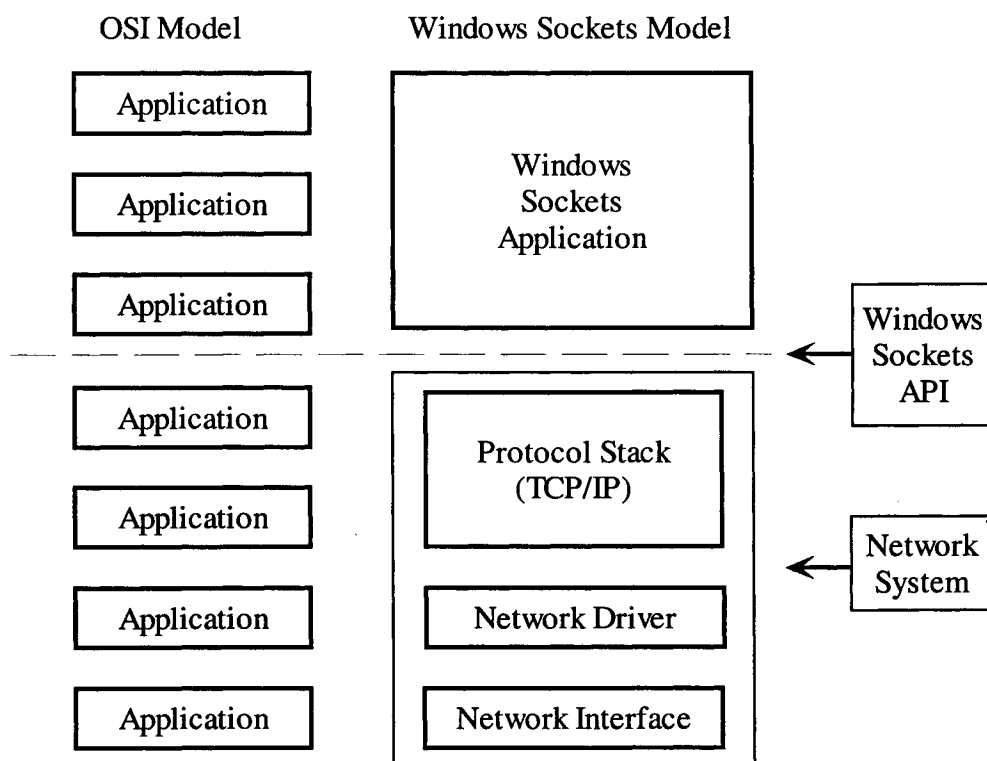 OSI Model
Windows Sockets Model
Application
Application
Application
Application
Application
Application
Application
Windows
Sockets
Application
Protocol Stack
(TCP/IP)
Network Driver
Network Interface
Windows
Sockets
API
Network
System